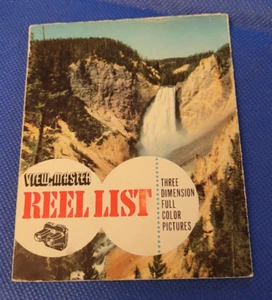 VIEW-MASTER
REEL LIST
THREE
DIMENSION
FULL
COLOR
PICTURES